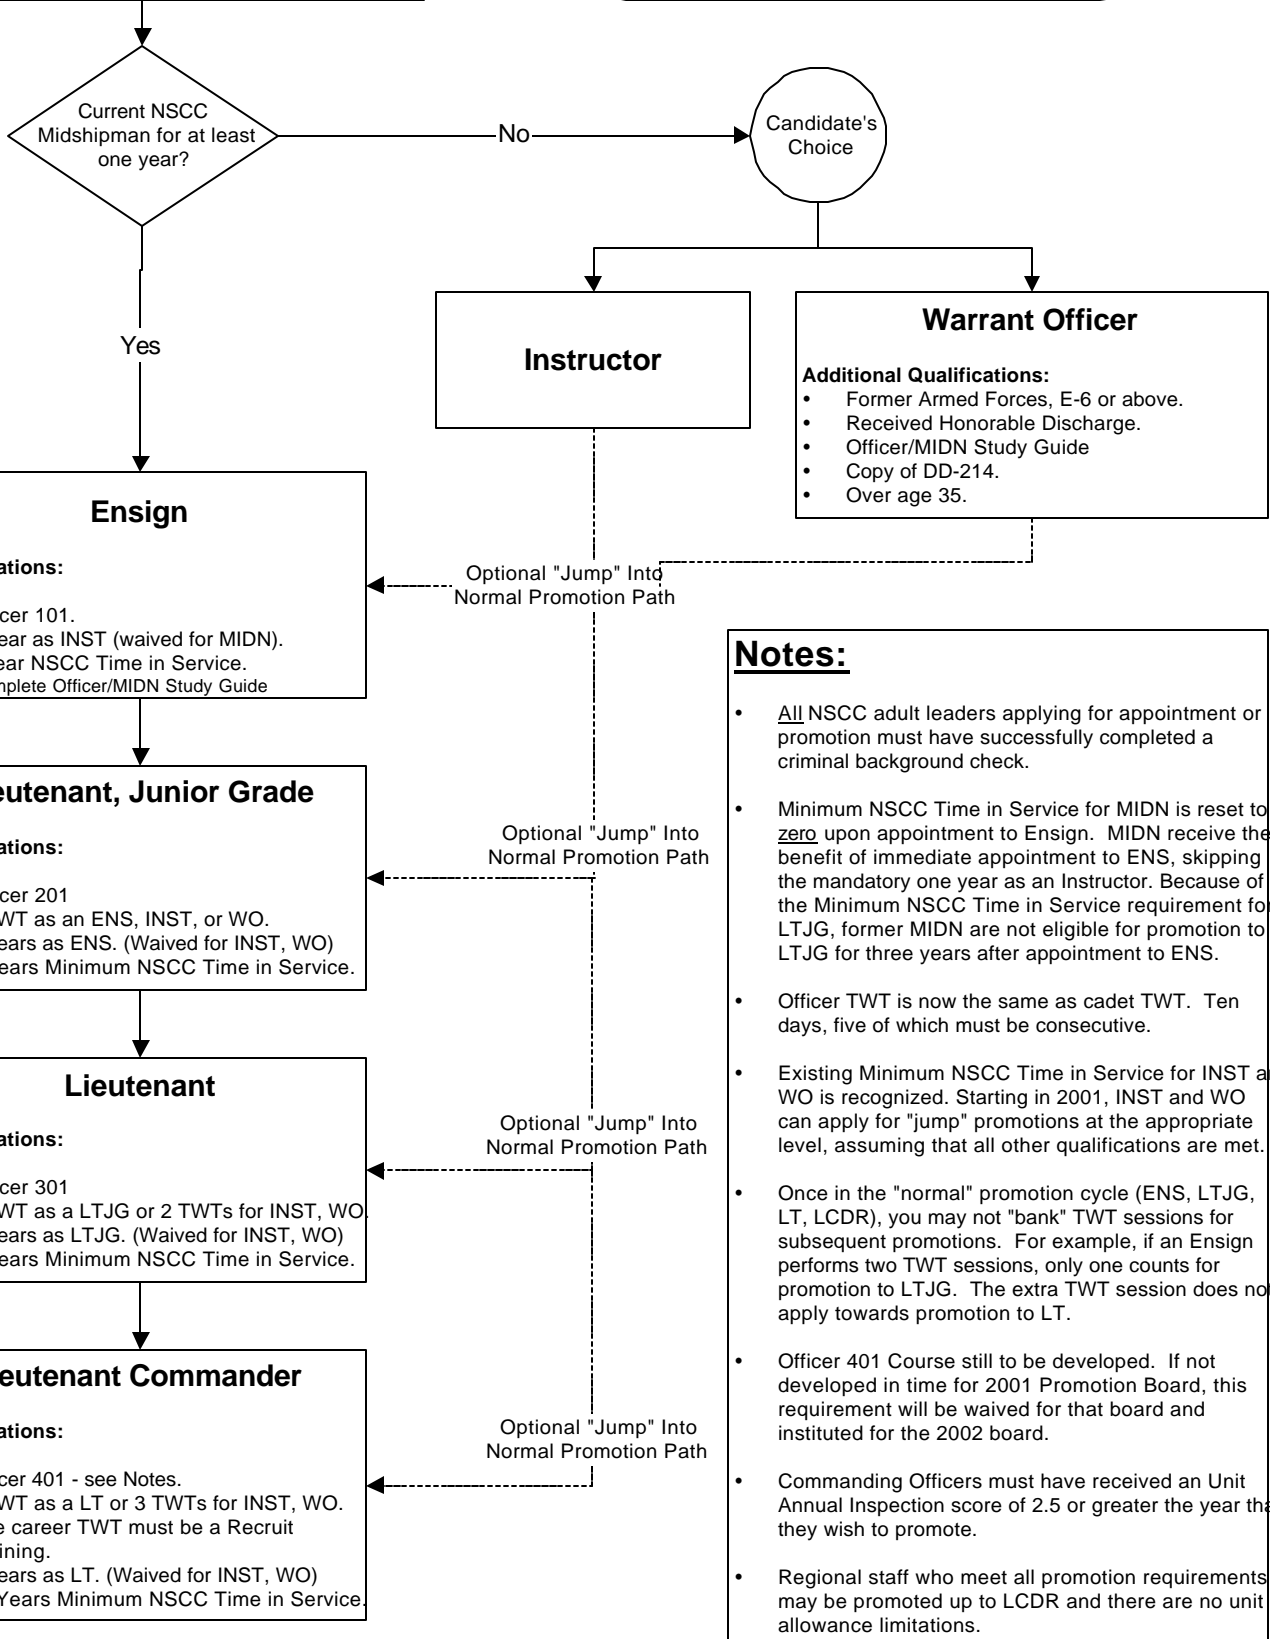 Current NSCC
Midshipman for at least
one year?
No
Candidate's
Choice
Yes
Instructor
Warrant Officer
Additional Qualifications:
• Former Armed Forces, E-6 or above.
• Received Honorable Discharge.
• Officer/MIDN Study Guide
• Copy of DD-214.
• Over age 35.
Ensign
ations:
cer 101.
ear as INST (waived for MIDN).
ear NSCC Time in Service.
mplete Officer/MIDN Study Guide
Optional "Jump" Into
Normal Promotion Path
eutenant, Junior Grade
ations:
cer 201
WT as an ENS, INST, or WO.
ears as ENS. (Waived for INST, WO)
ears Minimum NSCC Time in Service.
Optional "Jump" Into
Normal Promotion Path
Lieutenant
ations:
cer 301
WT as a LTJG or 2 TWTs for INST, WO.
ears as LTJG. (Waived for INST, WO)
ears Minimum NSCC Time in Service.
Optional "Jump" Into
Normal Promotion Path
eutenant Commander
ations:
cer 401 - see Notes.
WT as a LT or 3 TWTs for INST, WO.
e career TWT must be a Recruit
ining.
ears as LT. (Waived for INST, WO)
Years Minimum NSCC Time in Service.
Optional "Jump" Into
Normal Promotion Path
Notes:
• All NSCC adult leaders applying for appointment or
promotion must have successfully completed a
criminal background check.
• Minimum NSCC Time in Service for MIDN is reset to
zero upon appointment to Ensign. MIDN receive the
benefit of immediate appointment to ENS, skipping
the mandatory one year as an Instructor. Because of
the Minimum NSCC Time in Service requirement for
LTJG, former MIDN are not eligible for promotion to
LTJG for three years after appointment to ENS.
• Officer TWT is now the same as cadet TWT. Ten
days, five of which must be consecutive.
• Existing Minimum NSCC Time in Service for INST a
WO is recognized. Starting in 2001, INST and WO
can apply for "jump" promotions at the appropriate
level, assuming that all other qualifications are met.
• Once in the "normal" promotion cycle (ENS, LTJG,
LT, LCDR), you may not "bank" TWT sessions for
subsequent promotions. For example, if an Ensign
performs two TWT sessions, only one counts for
promotion to LTJG. The extra TWT session does not
apply towards promotion to LT.
• Officer 401 Course still to be developed. If not
developed in time for 2001 Promotion Board, this
requirement will be waived for that board and
instituted for the 2002 board.
• Commanding Officers must have received an Unit
Annual Inspection score of 2.5 or greater the year tha
they wish to promote.
• Regional staff who meet all promotion requirements
may be promoted up to LCDR and there are no unit
allowance limitations.